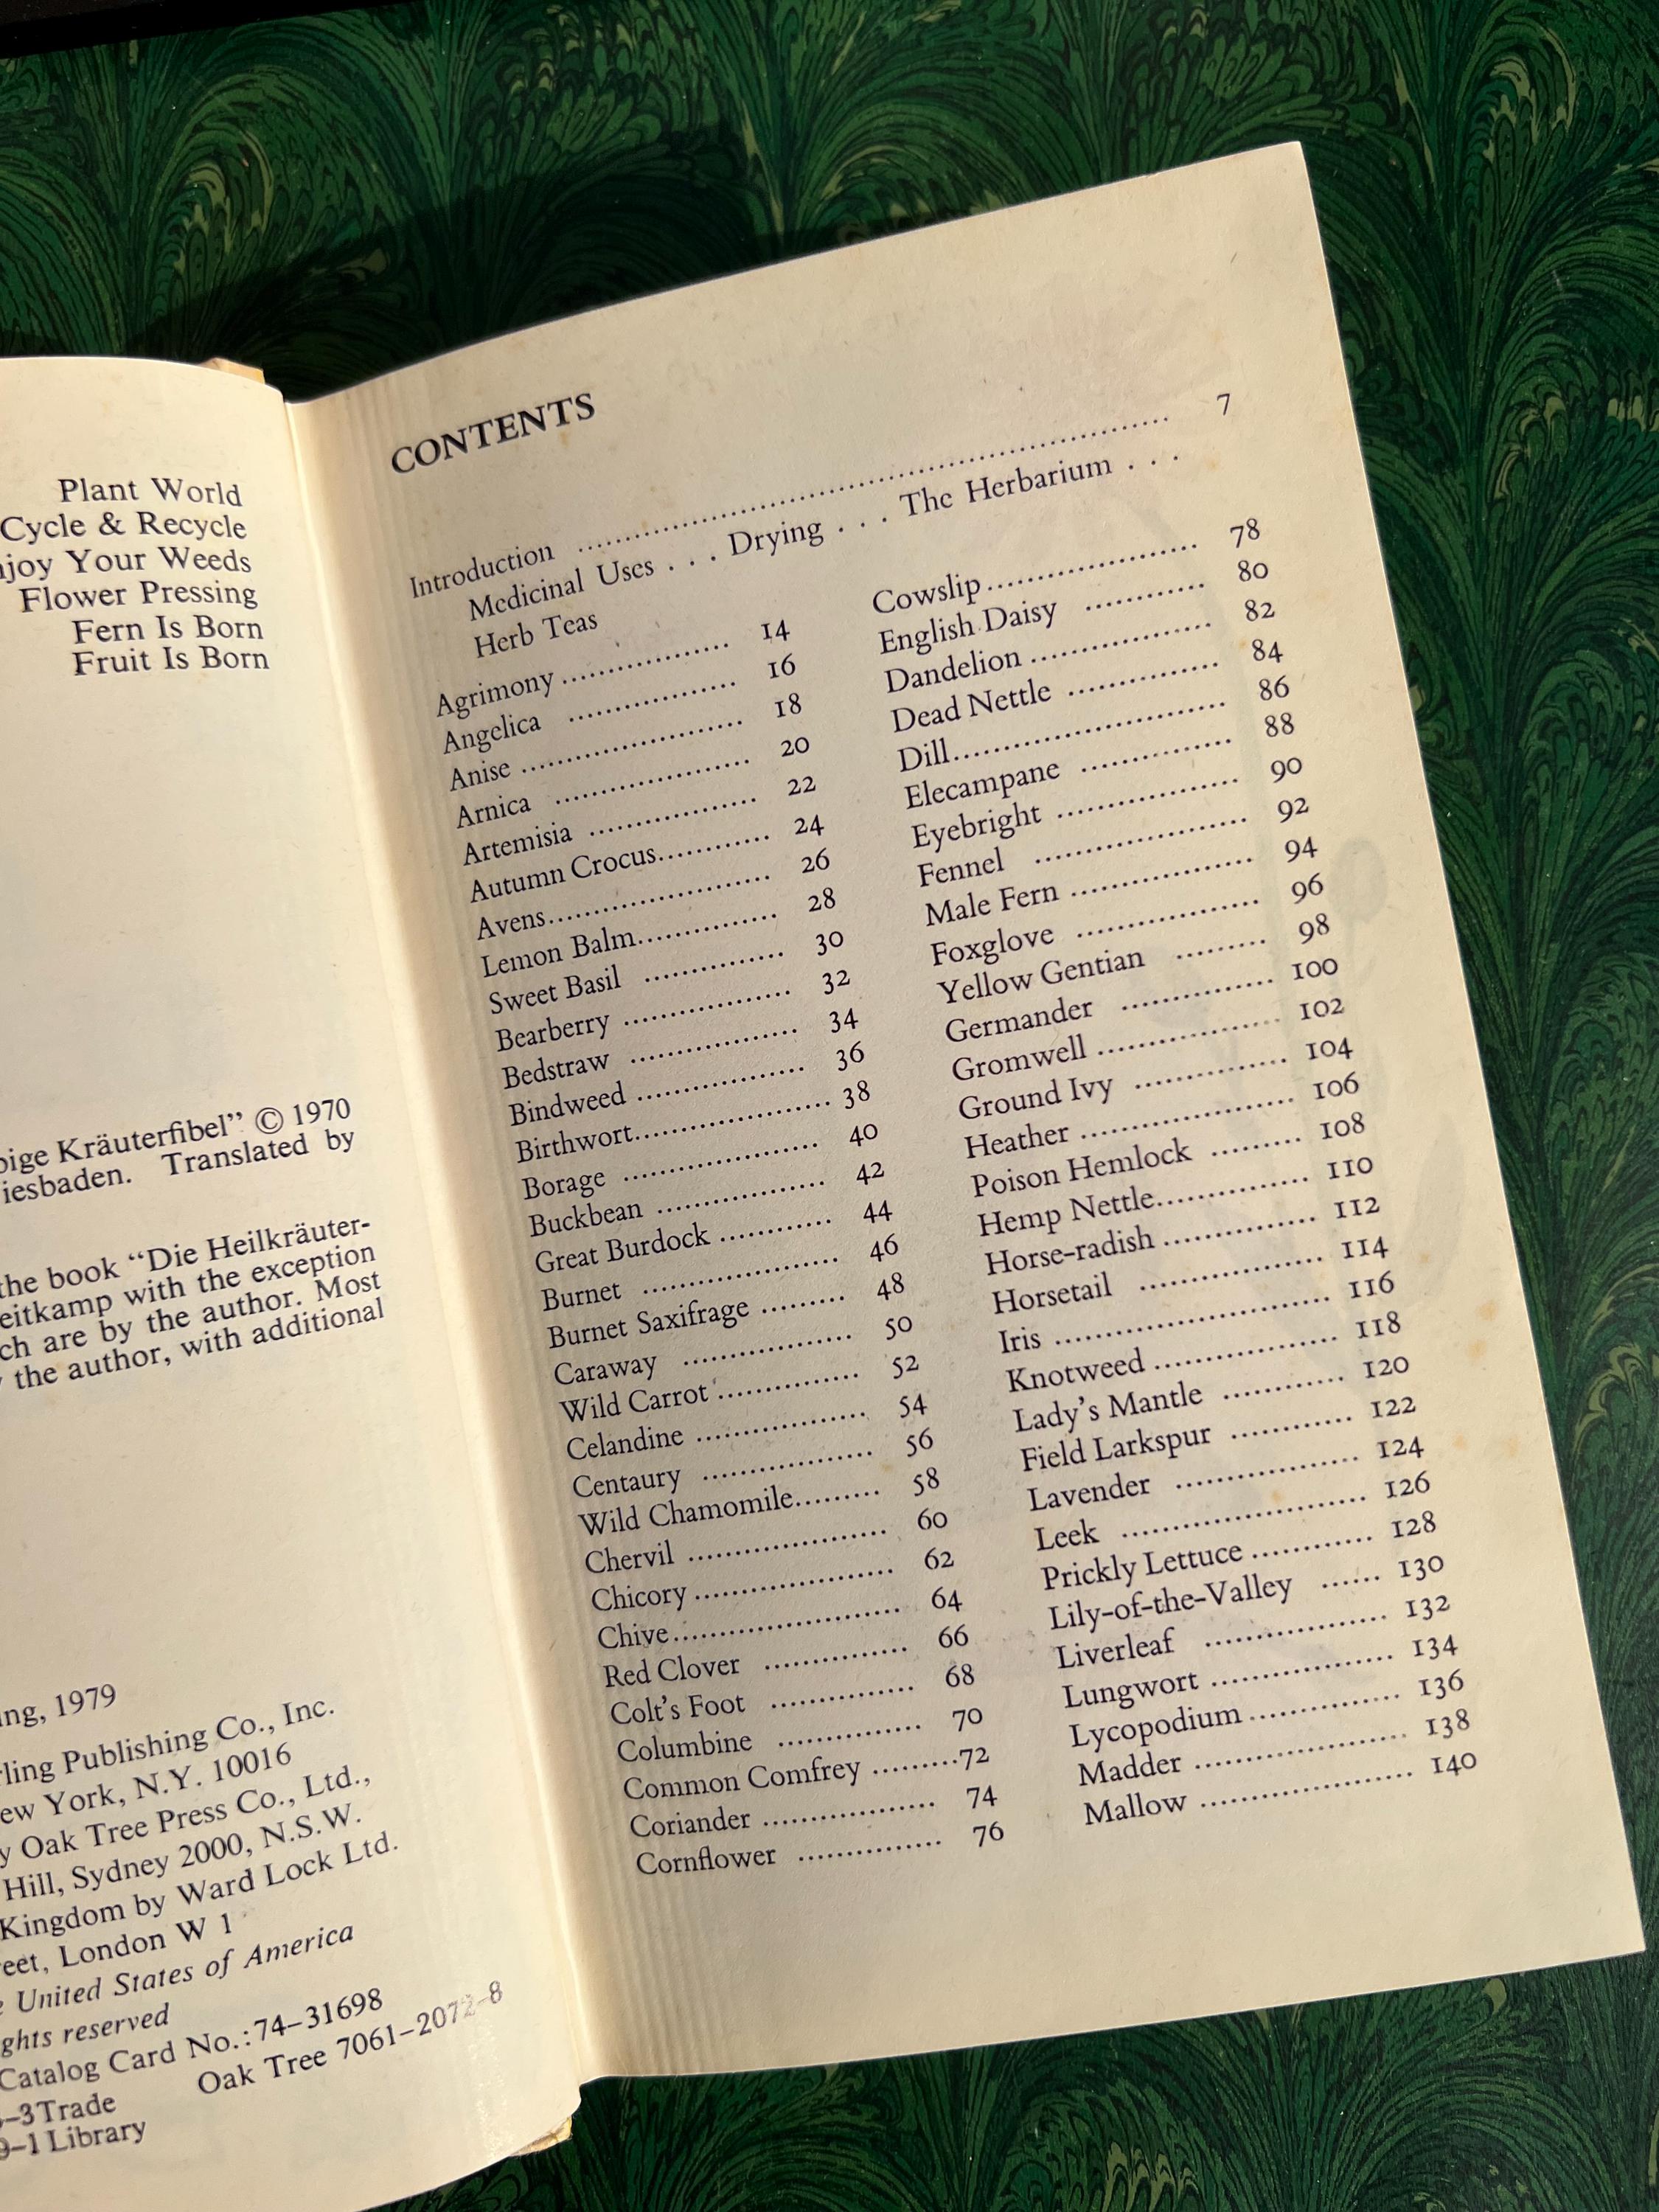 Plant World
Cycle & Recycle
Your Weeds
Flower Pressing
Fern Is Born
Fruit Is Born
Kräuterfibel” © 1970
Translated by
the book “Die Heilkräuter-
with the exception
are by the author. Most
the author, with additional
1979
Publishing Co., Inc.
York, N.Y. 10016
Oak Tree Press Co., Ltd.,
Hill, Sydney 2000, N.S.W.
Kingdom by Ward Lock Ltd.
London W 1
United States of America
reserved
Catalog Card No.: 74–31698
Oak Tree 7061–2072–8
–3 Trade
–1 Library
CONTENTS
Introduction ........................................ 7
Medicinal Uses . . . Drying . . . The Herbarium . . .
Herb Teas
Agrimony .................. 14
Angelica .................. 16
Anise ..................... 18
Arnica .................... 20
Artemisia ................. 22
Autumn Crocus............ 24
Avens..................... 26
Lemon Balm............... 28
Sweet Basil ............... 30
Bearberry ................. 32
Bedstraw .................. 34
Bindweed .................. 36
Birthwort.................. 38
Borage .................... 40
Buckbean .................. 42
Great Burdock ............ 44
Burnet .................... 46
Burnet Saxifrage ......... 48
Caraway ................... 50
Wild Carrot ............... 52
Celandine ................. 54
Centaury .................. 56
Wild Chamomile......... 58
Chervil ................... 60
Chicory ................... 62
Chive..................... 64
Red Clover ............... 66
Colt’s Foot ............... 68
Columbine ................ 70
Common Comfrey .........72
Coriander ................. 74
Cornflower ............... 76
Cowslip................... 78
English Daisy ............ 80
Dandelion ................. 82
Dead Nettle ............... 84
Dill...................... 86
Elecampane ............... 88
Eyebright ................. 90
Fennel .................... 92
Male Fern ................. 94
Foxglove .................. 96
Yellow Gentian ......... 98
Germander ............... 100
Gromwell ................. 102
Ground Ivy ............... 104
Heather ................... 106
Poison Hemlock ......... 108
Hemp Nettle............... 110
Horse-radish ............. 112
Horsetail ................. 114
Iris ...................... 116
Knotweed .................. 118
Lady’s Mantle ............ 120
Field Larkspur ........... 122
Lavender .................. 124
Leek ...................... 126
Prickly Lettuce ............ 128
Lily-of-the-Valley ...... 130
Liverleaf ................. 132
Lungwort .................. 134
Lycopodium ............... 136
Madder .................... 138
Mallow .................... 140